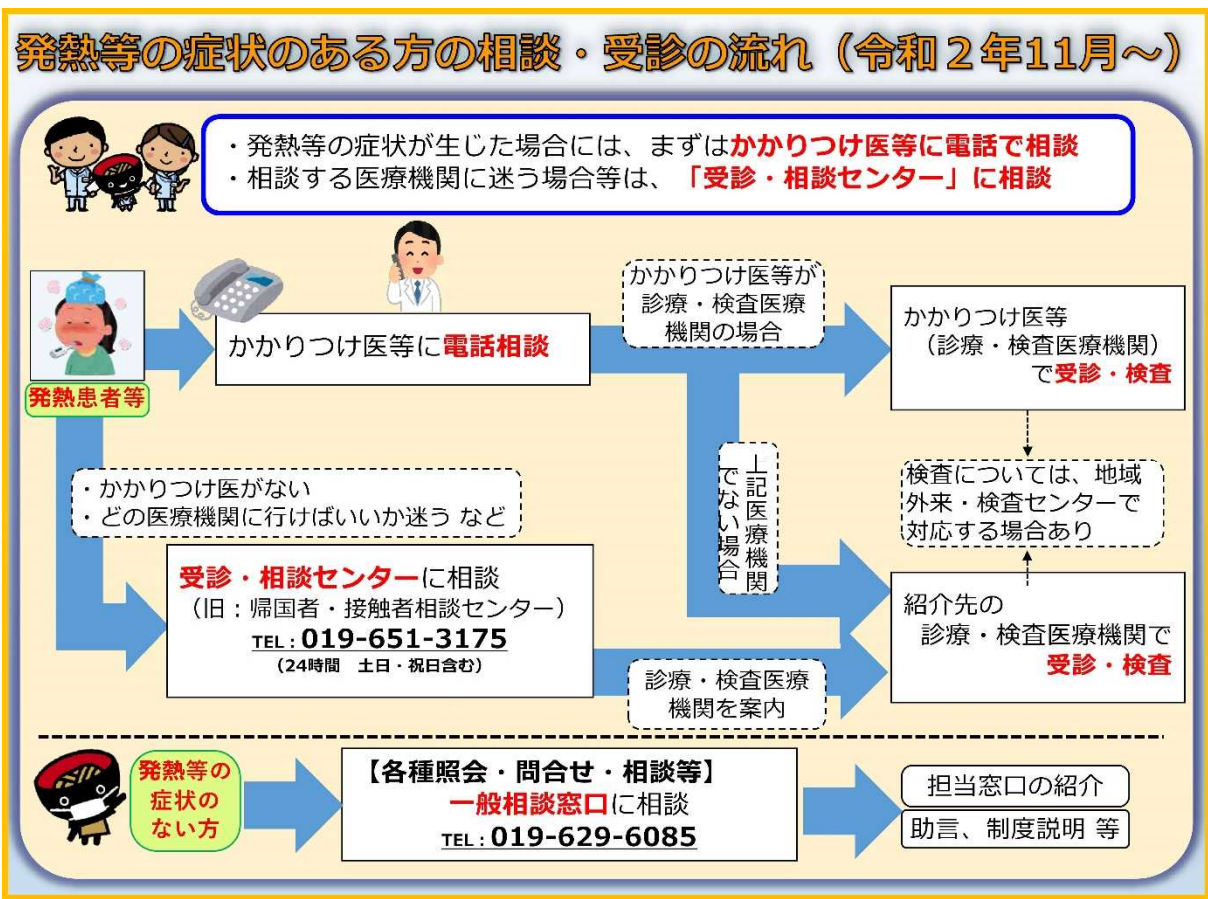 発熱等の症状のある方の相談・受診の流れ（令和２年11月～）
・発熱等の症状が生じた場合には、まずはかかりつけ医等に電話で相談
・相談する医療機関に迷う場合等は、「受診・相談センター」に相談
発熱患者等
かかりつけ医等に電話相談
かかりつけ医等が
診療・検査医療
機関の場合
かかりつけ医等
（診療・検査医療機関）
で受診・検査
上記医療機関
でない場合
検査については、地域
外来・検査センターで
対応する場合あり
・かかりつけ医がない
・どの医療機関に行けばいいか迷う など
受診・相談センターに相談
（旧：帰国者・接触者相談センター）
TEL：019-651-3175
（24時間　土日・祝日含む）
診療・検査医療
機関を案内
紹介先の
診療・検査医療機関で
受診・検査
発熱等の
症状の
ない方
【各種照会・問合せ・相談等】
一般相談窓口に相談
TEL：019-629-6085
担当窓口の紹介
助言、制度説明 等